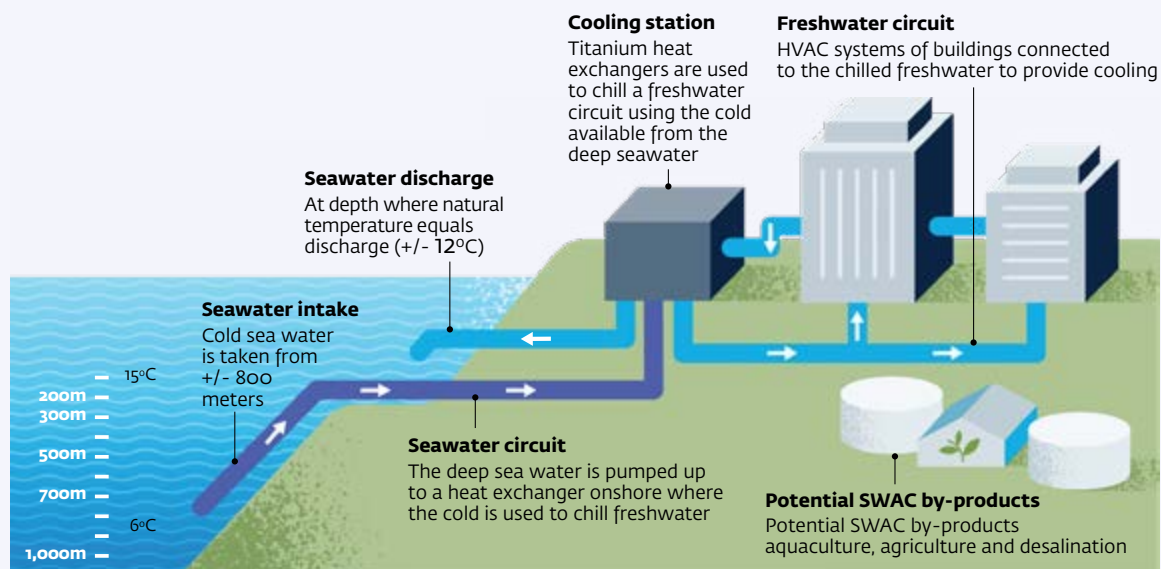 Cooling station
Titanium heat
exchangers are used
to chill a freshwater
circuit using the cold
available from the
deep seawater
Freshwater circuit
HVAC systems of buildings connected
to the chilled freshwater to provide cooling
Seawater discharge
At depth where natural
temperature equals
discharge (+/- 12ºC)
Seawater intake
Cold sea water
is taken from
+/- 800
meters
15ºC
200m
300m
500m
700m
6ºC
1,000m
Seawater circuit
The deep sea water is pumped up
to a heat exchanger onshore where
the cold is used to chill freshwater
Potential SWAC by-products
Potential SWAC by-products
aquaculture, agriculture and desalination